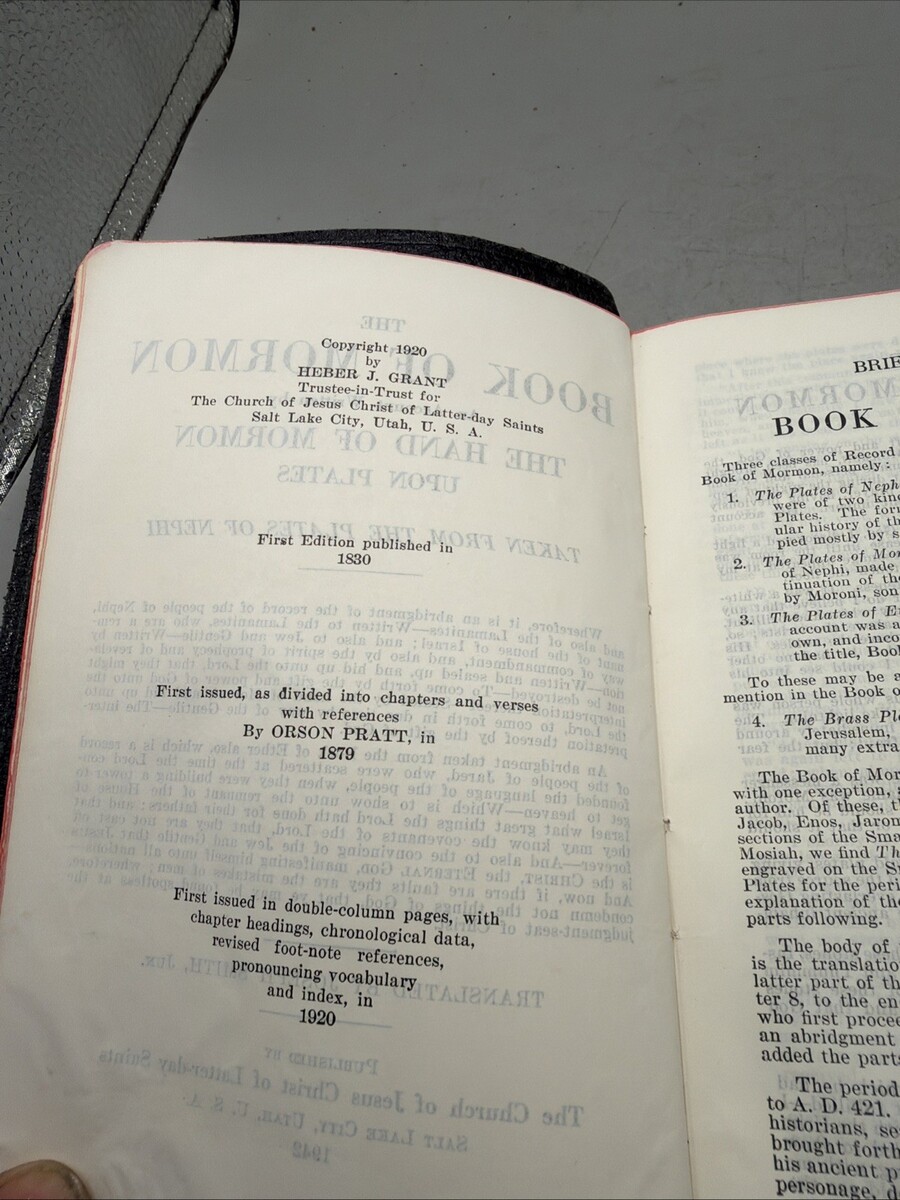 Copyright 1920
by
HEBER J. GRANT
Trustee-in-Trust for
The Church of Jesus Christ of Latter-day Saints
Salt Lake City, Utah, U. S. A.
First Edition published in
1830
First issued, as divided into chapters and verses
with references
By ORSON PRATT, in
1879
First issued in double-column pages, with
chapter headings, chronological data,
revised foot-note references,
pronouncing vocabulary
and index, in
1920
BRIE
BOOK
Three classes of Record
Book of Mormon, namely:
1. The Plates of Neph
were of two kin
Plates. The for
ular history of th
pied mostly by s
2. The Plates of Mor
of Nephi, made
tinuation of the
by Moroni, son
3. The Plates of E
account was a
own, and inco
the title, Boo
To these may be a
mention in the Book o
4. The Brass Pl
Jerusalem,
many extra
The Book of Mor
with one exception,
author. Of these, t
Jacob, Enos, Jarom
sections of the Sma
Mosiah, we find Th
engraved on the S
Plates for the peri
explanation of the
parts following.
The body of
is the translatio
latter part of th
ter 8, to the en
who first procee
an abridgment
added the parts
The period
to A. D. 421.
historians, se
brought forth
his ancient p
personage, d